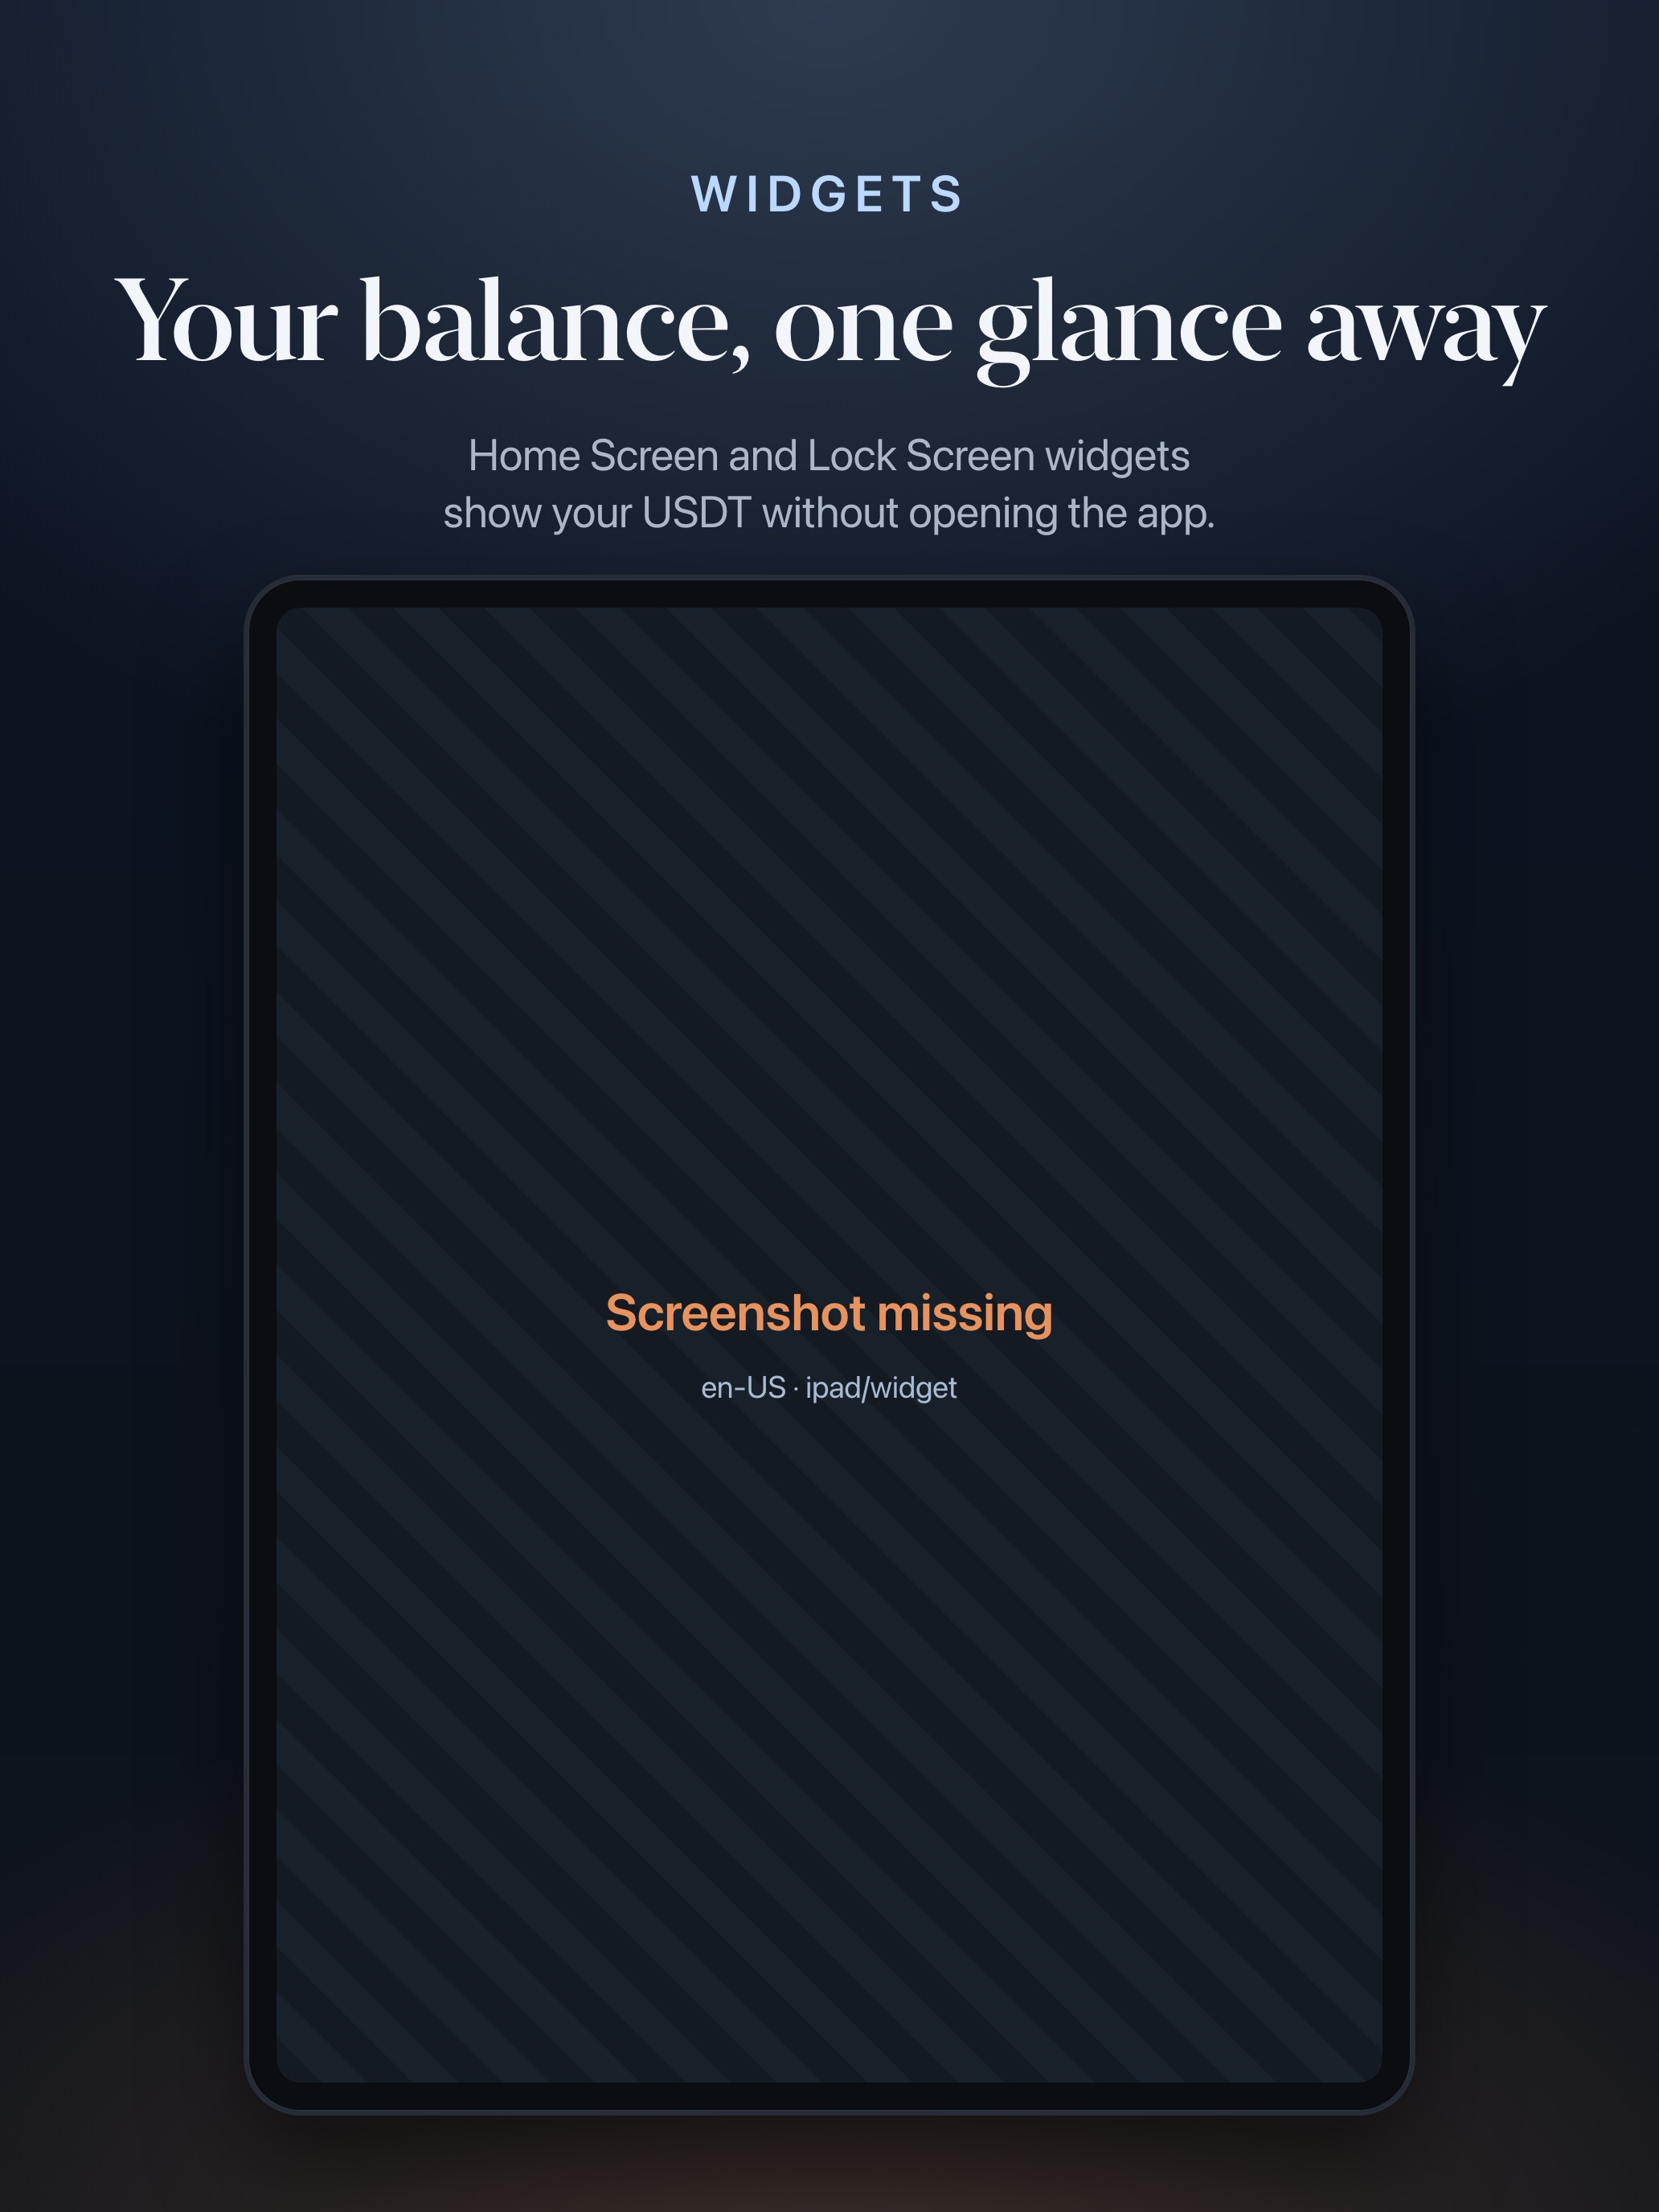 WIDGETS
Your balance, one glance away
Home Screen and Lock Screen widgets
show your USDT without opening the app.
Screenshot missing
en-US · ipad/widget